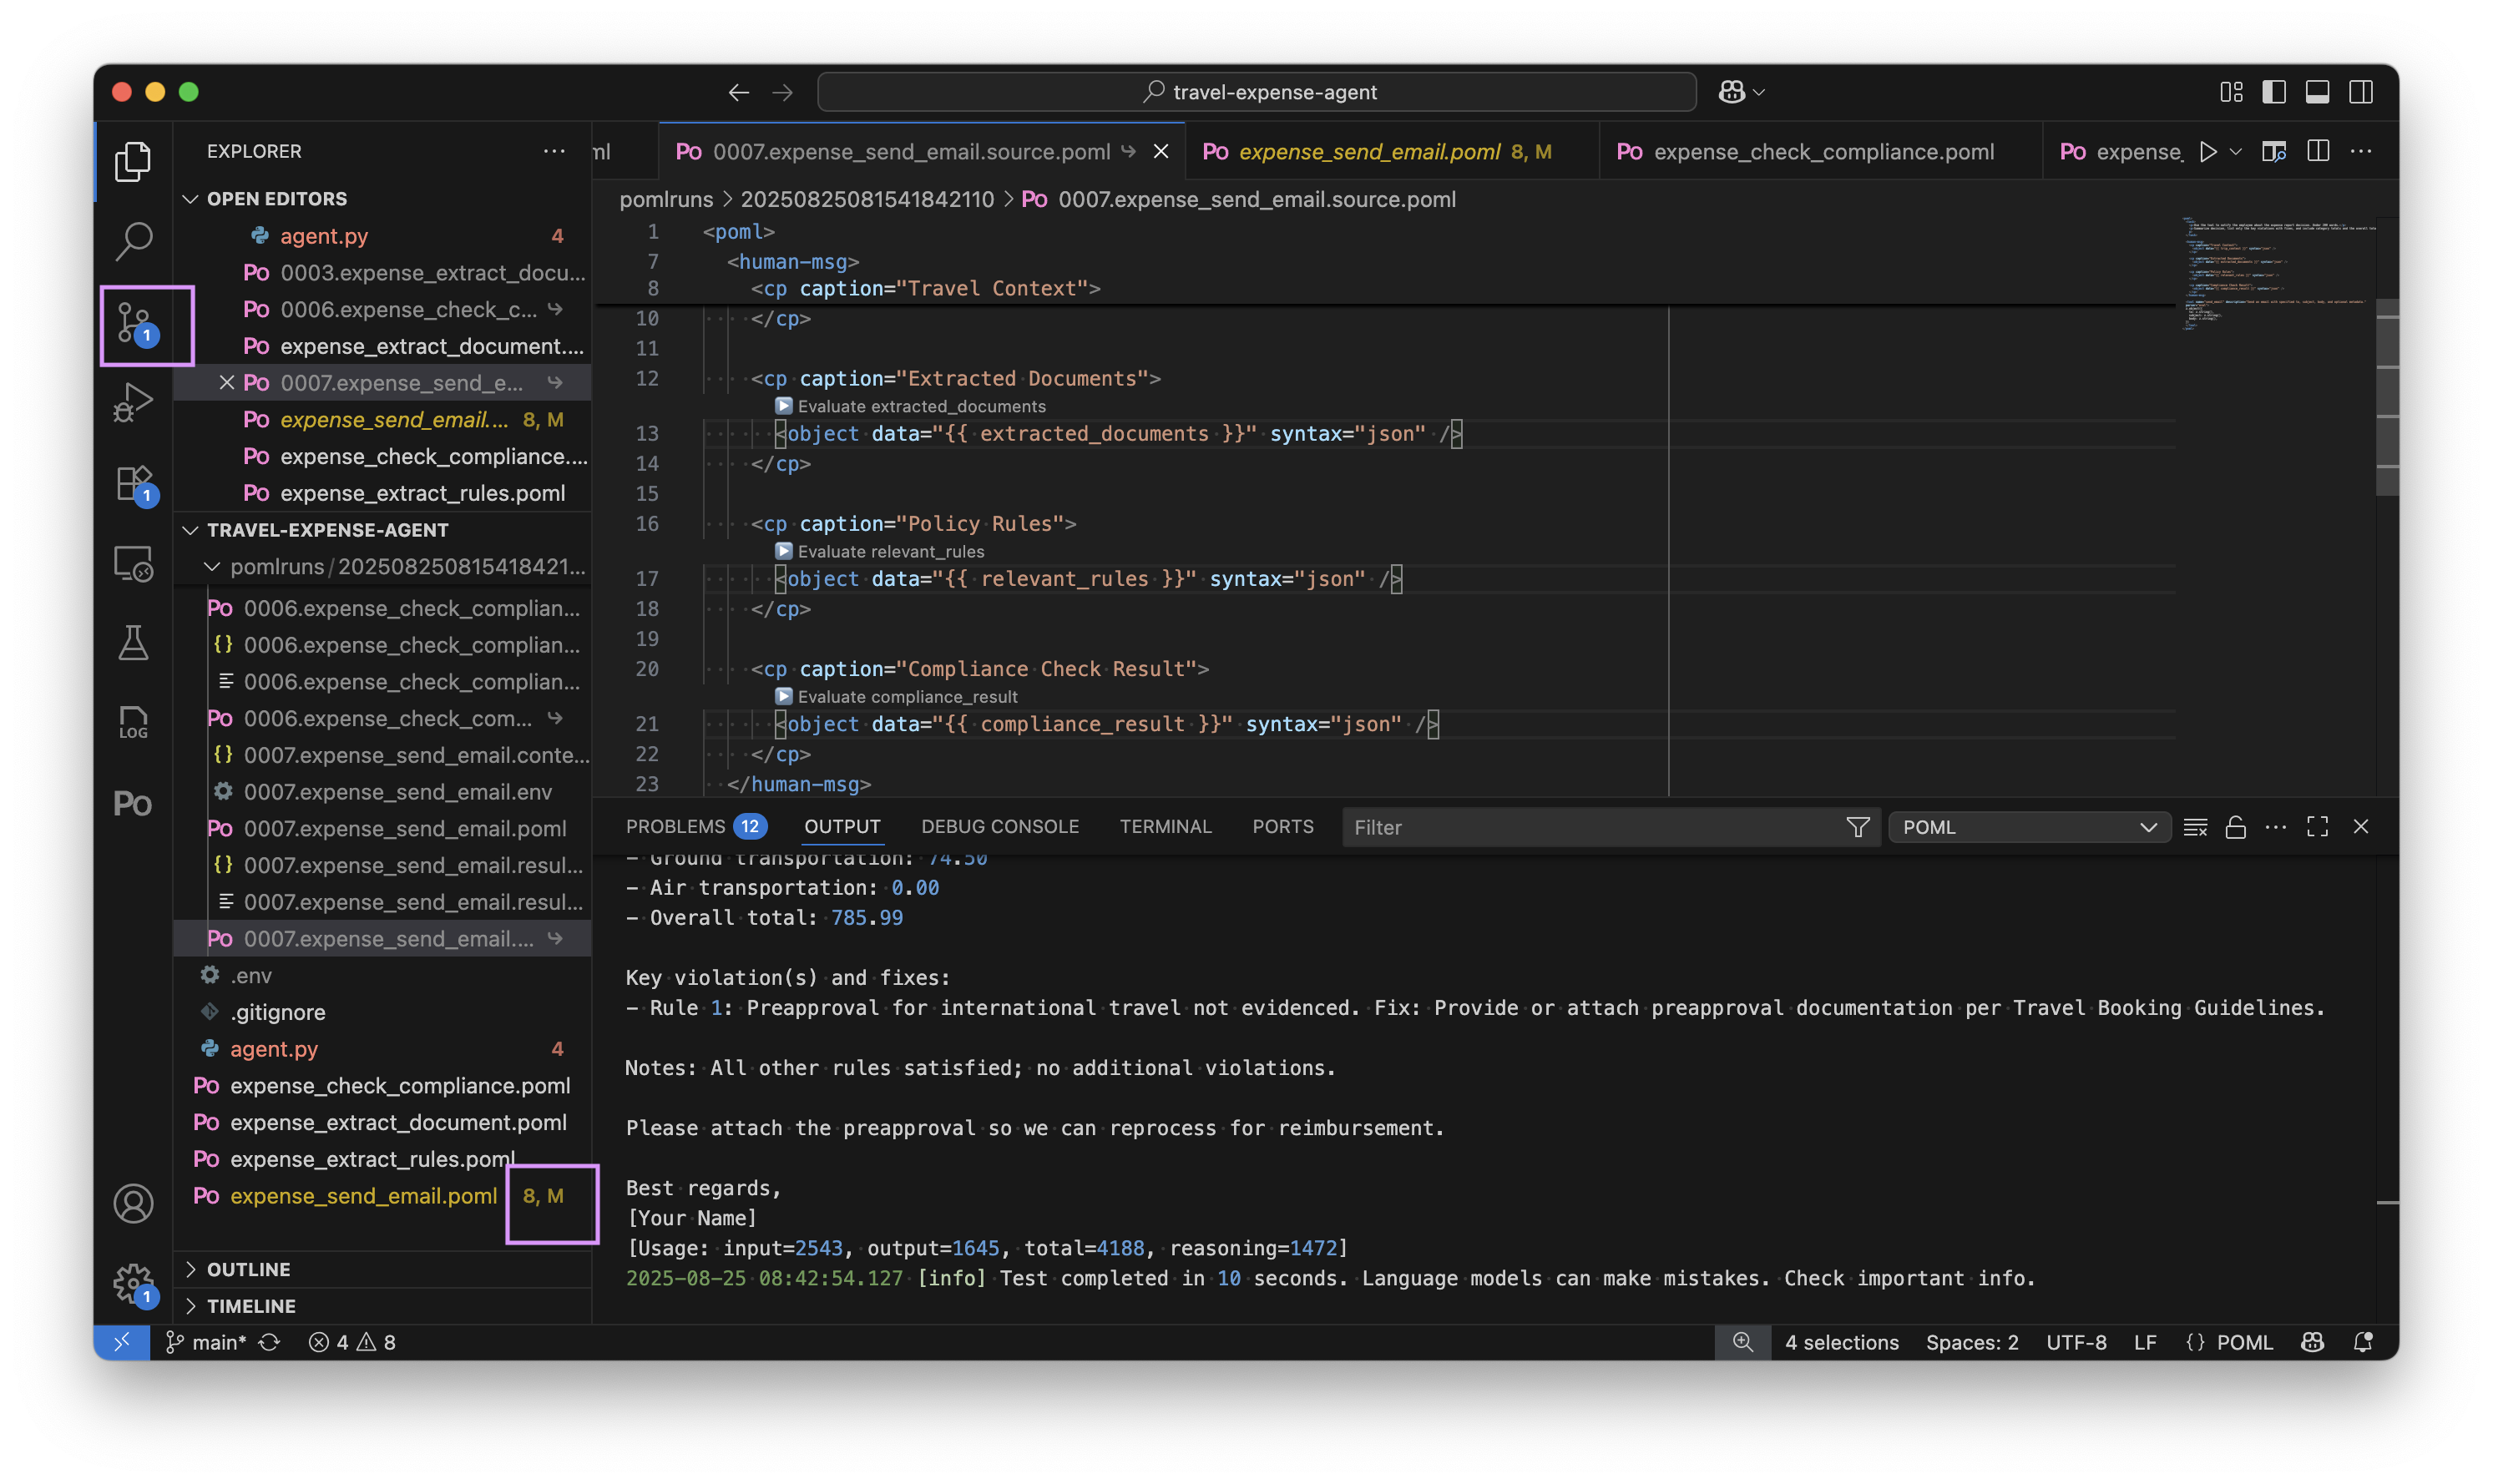 travel-expense-agent
EXPLORER
OPEN EDITORS
agent.py 4
Po 0003.expense_extract_docu...
Po 0006.expense_check_c...
Po expense_extract_document....
Po 0007.expense_send_e...
Po expense_send_email.... 8, M
Po expense_check_compliance....
Po expense_extract_rules.poml
TRAVEL-EXPENSE-AGENT
pomlruns/202508250815418421...
Po 0006.expense_check_complian...
{} 0006.expense_check_complian...
0006.expense_check_complian...
Po 0006.expense_check_com...
{} 0007.expense_send_email.conte...
0007.expense_send_email.env
Po 0007.expense_send_email.poml
{} 0007.expense_send_email.resul...
0007.expense_send_email.resul...
Po 0007.expense_send_email....
.env
.gitignore
agent.py 4
Po expense_check_compliance.poml
Po expense_extract_document.poml
Po expense_extract_rules.poml
Po expense_send_email.poml 8, M
OUTLINE
TIMELINE
1
1
LOG
Po
1
ml
Po 0007.expense_send_email.source.poml
Po expense_send_email.poml 8, M
Po expense_check_compliance.poml
Po expense_
pomlruns > 20250825081541842110 > Po 0007.expense_send_email.source.poml
1 <poml>
7 <human-msg>
8 <cp caption="Travel Context">
10 </cp>
11
12 <cp caption="Extracted Documents">
Evaluate extracted_documents
13 <object data="{{ extracted_documents }}" syntax="json" />
14 </cp>
15
16 <cp caption="Policy Rules">
Evaluate relevant_rules
17 <object data="{{ relevant_rules }}" syntax="json" />
18 </cp>
19
20 <cp caption="Compliance Check Result">
Evaluate compliance_result
21 <object data="{{ compliance_result }}" syntax="json" />
22 </cp>
23 </human-msg>
PROBLEMS 12 OUTPUT DEBUG CONSOLE TERMINAL PORTS Filter POML
- Ground transportation: 74.50
- Air transportation: 0.00
- Overall total: 785.99
Key violation(s) and fixes:
- Rule 1: Preapproval for international travel not evidenced. Fix: Provide or attach preapproval documentation per Travel Booking Guidelines.
Notes: All other rules satisfied; no additional violations.
Please attach the preapproval so we can reprocess for reimbursement.
Best regards,
[Your Name]
[Usage: input=2543, output=1645, total=4188, reasoning=1472]
2025-08-25 08:42:54.127 [info] Test completed in 10 seconds. Language models can make mistakes. Check important info.
main* 4 8
4 selections Spaces: 2 UTF-8 LF {} POML